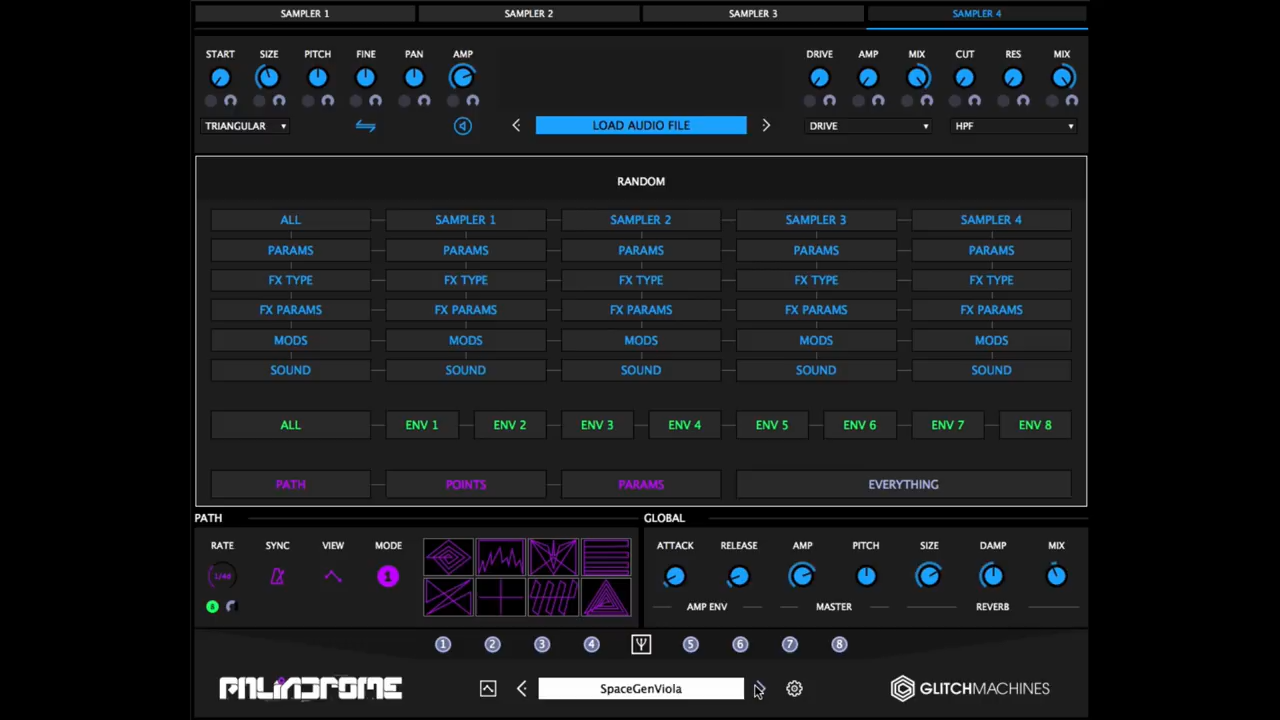 SAMPLER 1 SAMPLER 2 SAMPLER 3 SAMPLER 4
START SIZE PITCH FINE PAN AMP DRIVE AMP MIX CUT RES MIX
TRIANGULAR LOAD AUDIO FILE DRIVE HPF
RANDOM
ALL SAMPLER 1 SAMPLER 2 SAMPLER 3 SAMPLER 4
PARAMS PARAMS PARAMS PARAMS PARAMS
FX TYPE FX TYPE FX TYPE FX TYPE FX TYPE
FX PARAMS FX PARAMS FX PARAMS FX PARAMS FX PARAMS
MODS MODS MODS MODS MODS
SOUND SOUND SOUND SOUND SOUND
ALL ENV 1 ENV 2 ENV 3 ENV 4 ENV 5 ENV 6 ENV 7 ENV 8
PATH POINTS PARAMS EVERYTHING
PATH GLOBAL
RATE SYNC VIEW MODE ATTACK RELEASE AMP PITCH SIZE DAMP MIX
1/4d 1
AMP ENV MASTER REVERB
1 2 3 4 5 6 7 8
PALINDROME SpaceGenViola GLITCHMACHINES